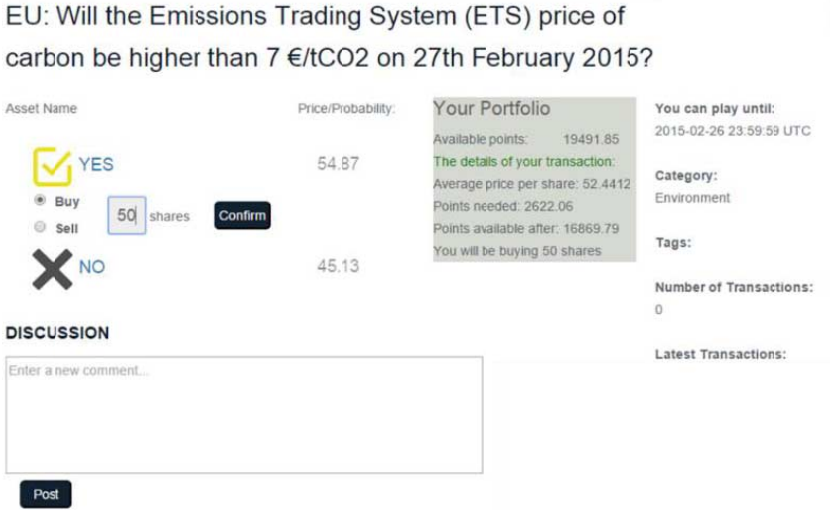 EU: Will the Emissions Trading System (ETS) price of
carbon be higher than 7 €/tCO2 on 27th February 2015?
Asset Name
Price/Probability:
YES
54.87
Buy
Sell
50 shares
Confirm
NO
45.13
Your Portfolio
Available points: 19491.85
The details of your transaction:
Average price per share: 52.4412
Points needed: 2622.06
Points available after: 16869.79
You will be buying 50 shares
You can play until:
2015-02-26 23:59:59 UTC
Category:
Environment
Tags:
Number of Transactions:
0
Latest Transactions:
DISCUSSION
Enter a new comment...
Post